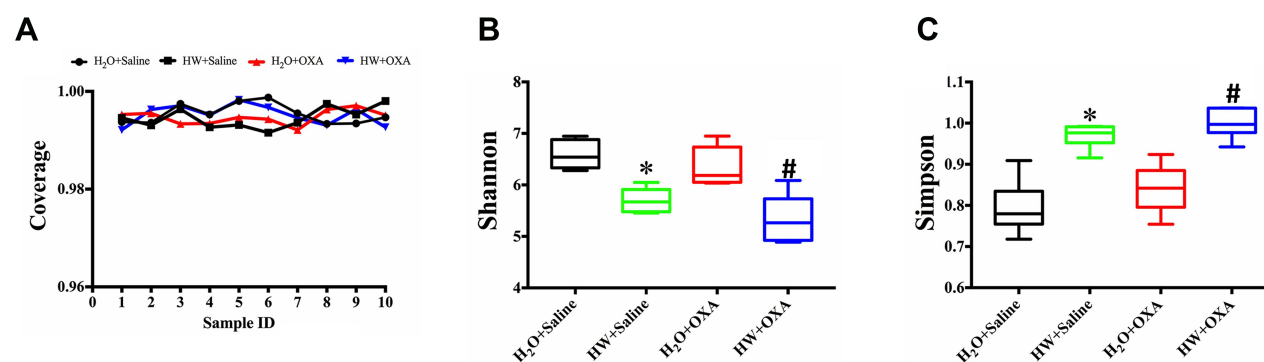 A
H₂O+Saline HW+Saline H₂O+OXA HW+OXA
1.00
0.98
0.96
Coverage
0 1 2 3 4 5 6 7 8 9 10
Sample ID
B
8
7
6
5
4
Shannon
*
#
H₂O+Saline
HW+Saline
H₂O+OXA
HW+OXA
C
1.1
1.0
0.9
0.8
0.7
0.6
Simpson
*
#
H₂O+Saline
HW+Saline
H₂O+OXA
HW+OXA